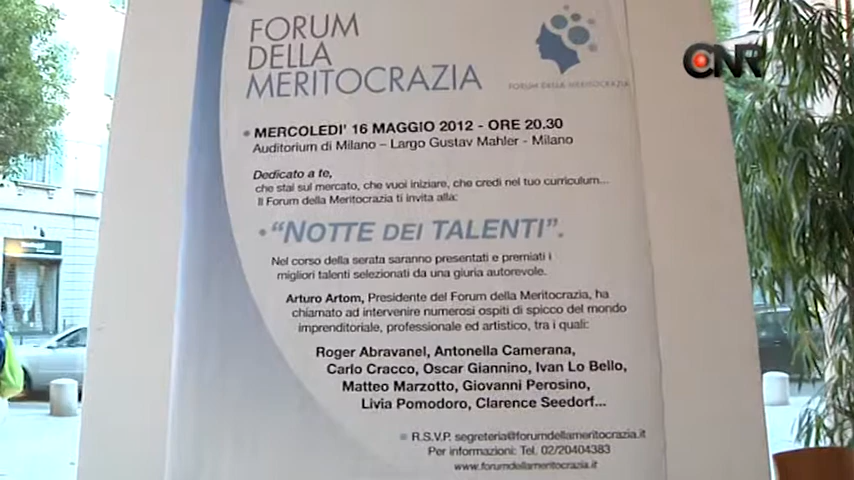 FORUM
DELLA
MERITOCRAZIA
FORUM DELLA MERITOCRAZIA
CNR
MERCOLEDI' 16 MAGGIO 2012 - ORE 20.30
Auditorium di Milano – Largo Gustav Mahler - Milano
Dedicato a te,
che stai sul mercato, che vuoi iniziare, che credi nel tuo curriculum...
Il Forum della Meritocrazia ti invita alla:
“NOTTE DEI TALENTI”.
Nel corso della serata saranno presentati e premiati i
migliori talenti selezionati da una giuria autorevole.
Arturo Artom, Presidente del Forum della Meritocrazia, ha
chiamato ad intervenire numerosi ospiti di spicco del mondo
imprenditoriale, professionale ed artistico, tra i quali:
Roger Abravanel, Antonella Camerana,
Carlo Cracco, Oscar Giannino, Ivan Lo Bello,
Matteo Marzotto, Giovanni Perosino,
Livia Pomodoro, Clarence Seedorf...
R.S.V.P. segreteria@forumdellameritocrazia.it
Per informazioni: Tel. 02/20404383
www.forumdellameritocrazia.it